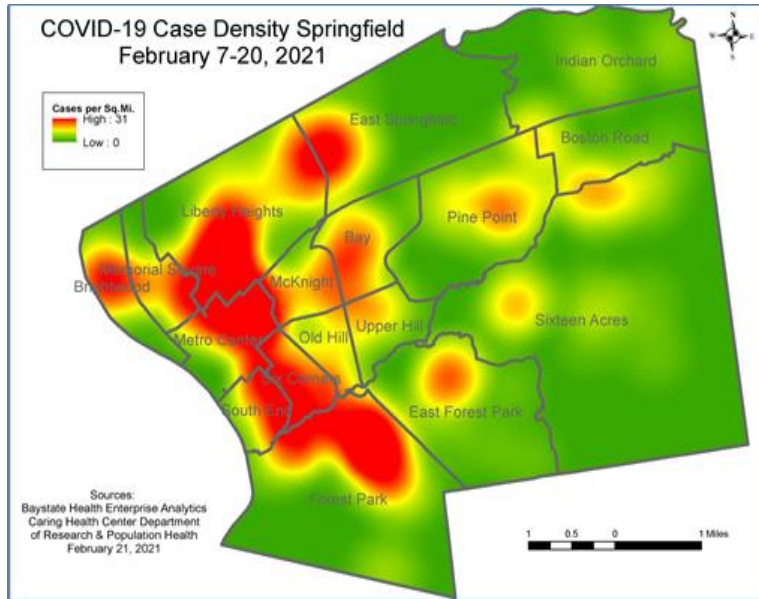 COVID-19 Case Density Springfield
February 7-20, 2021
N
W E
S
Cases per Sq.Mi.
High : 31
Low : 0
Indian Orchard
East Springfield
Boston Road
Liberty Heights
Pine Point
Bay
Memorial Square
Brightwood
McKnight
Metro Center
Old Hill
Upper Hill
Sixteen Acres
Six Corners
South End
East Forest Park
Forest Park
Sources:
Baystate Health Enterprise Analytics
Caring Health Center Department
of Research & Population Health
February 21, 2021
1 0.5 0 1 Miles